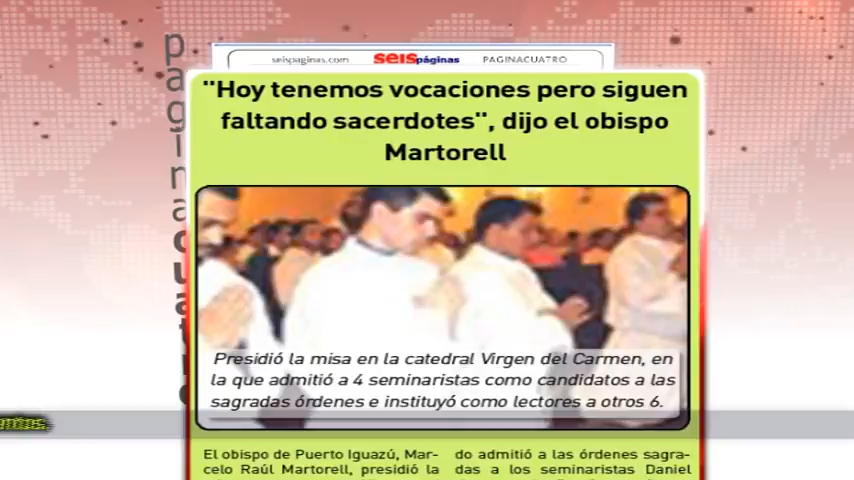 seispaginas.com SEISpáginas PAGINACUATRO
"Hoy tenemos vocaciones pero siguen
faltando sacerdotes", dijo el obispo
Martorell
Presidió la misa en la catedral Virgen del Carmen, en
la que admitió a 4 seminaristas como candidatos a las
sagradas órdenes e instituyó como lectores a otros 6.
El obispo de Puerto Iguazú, Mar-
celo Raúl Martorell, presidió la
do admitió a las órdenes sagra-
das a los seminaristas Daniel